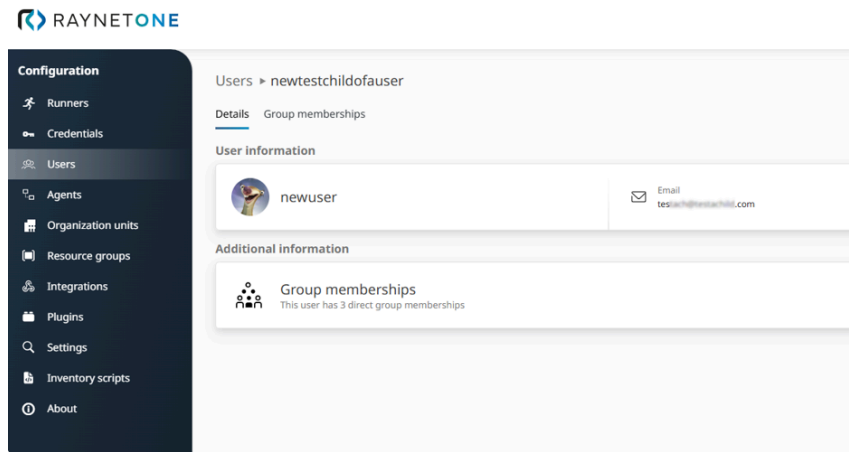 RAYNETONE
Configuration
Runners
Credentials
Users
Agents
Organization units
Resource groups
Integrations
Plugins
Settings
Inventory scripts
About
Users ▸ newtestchildofauser
Details Group memberships
User information
newuser
Email
Additional information
Group memberships
This user has 3 direct group memberships